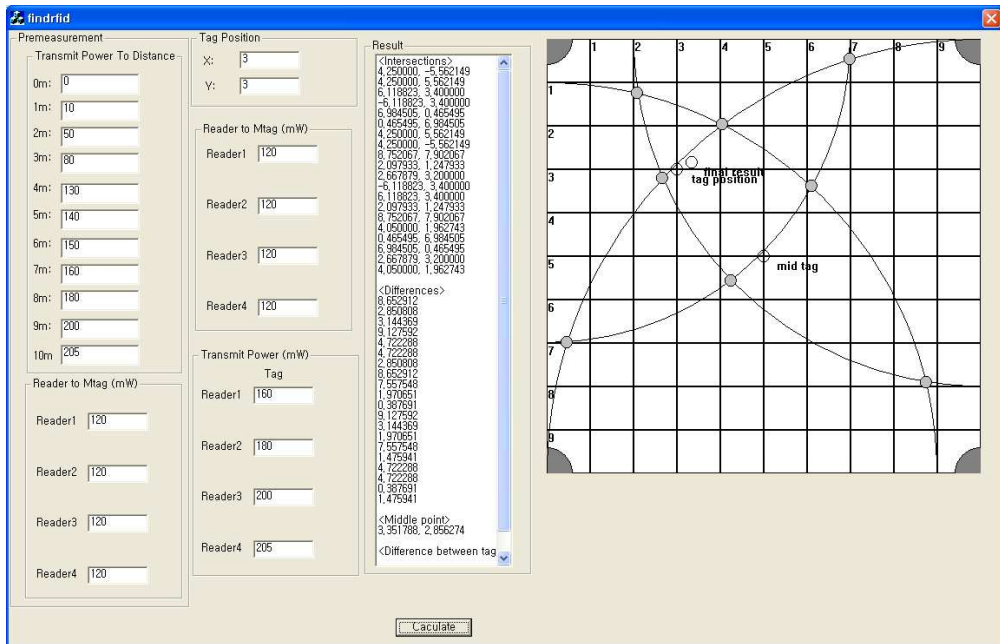 findrfid
Premeasurement
Transmit Power To Distance
0m: 0
1m: 10
2m: 50
3m: 80
4m: 130
5m: 140
6m: 150
7m: 160
8m: 180
9m: 200
10m 205
Reader to Mtag (mW)
Reader1 120
Reader2 120
Reader3 120
Reader4 120
Tag Position
X: 3
Y: 3
Reader to Mtag (mW)
Reader1 120
Reader2 120
Reader3 120
Reader4 120
Transmit Power (mW)
Tag
Reader1 160
Reader2 180
Reader3 200
Reader4 205
Result
<Intersections>
4,250000, -5,562149
4,250000, 5,562149
6,118823, 3,400000
-6,118823, 3,400000
6,984505, 0,465495
0,465495, 6,984505
4,250000, 5,562149
4,250000, -5,562149
8,752067, 7,902067
2,097933, 1,247933
2,667879, 3,200000
-6,118823, 3,400000
6,118823, 3,400000
2,097933, 1,247933
8,752067, 7,902067
4,050000, 1,962743
0,465495, 6,984505
6,984505, 0,465495
2,667879, 3,200000
4,050000, 1,962743
<Differences>
8,652912
2,850808
3,144369
9,127592
4,722288
4,722288
2,850808
8,652912
7,557548
1,970651
0,387691
9,127592
3,144369
1,970651
7,557548
1,475941
4,722288
4,722288
0,387691
1,475941
<Middle point>
3,351788, 2,856274
<Difference between tag
Caculate
1 2 3 4 5 6 7 8 9
1
2
3
4
5
6
7
8
9
final result
tag position
mid tag